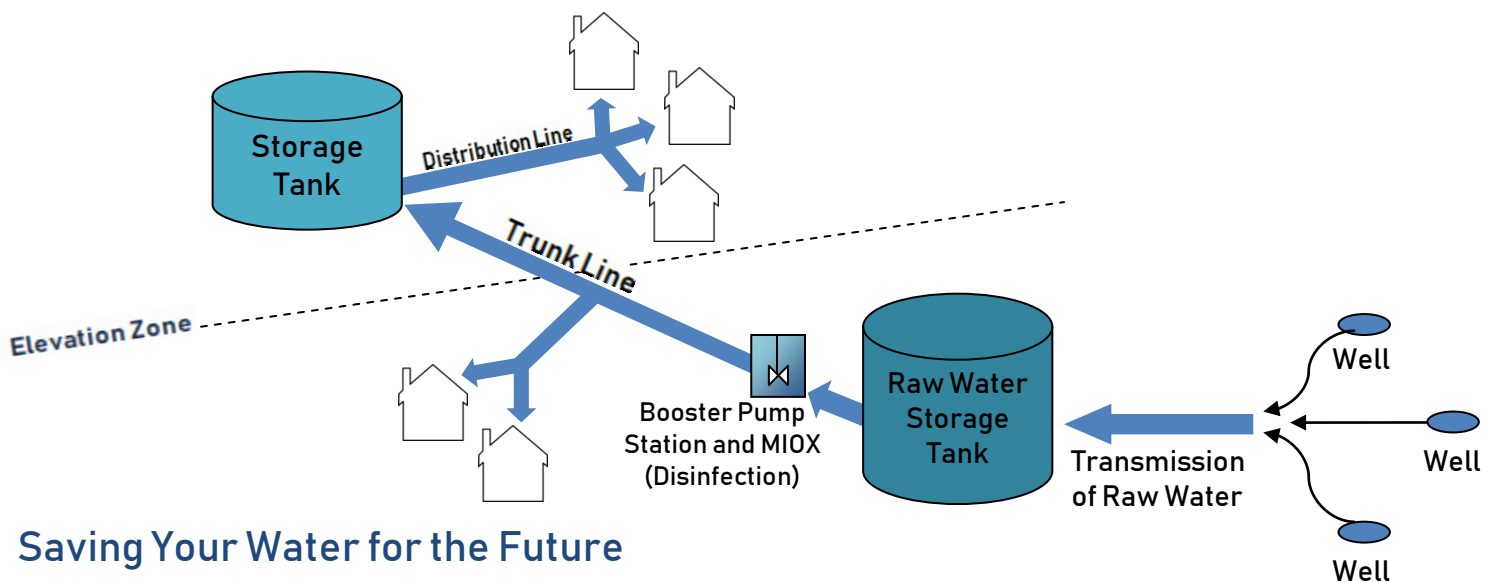 Storage
Tank
Distribution Line
Trunk Line
Elevation Zone
Booster Pump
Station and MIOX
(Disinfection)
Raw Water
Storage
Tank
Transmission
of Raw Water
Well
Well
Well
Saving Your Water for the Future